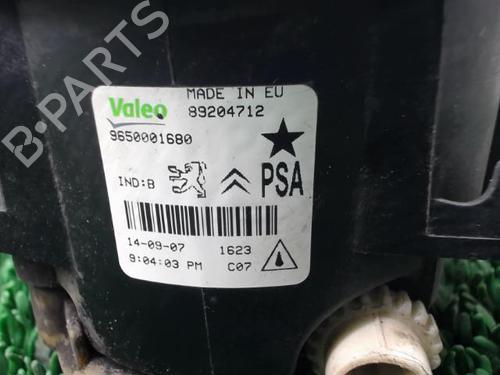 MADE IN EU
Valeo 89204712
9650001680
IND:B PSA
14-09-07 1623
9:04:03 PM C07
B-PARTS